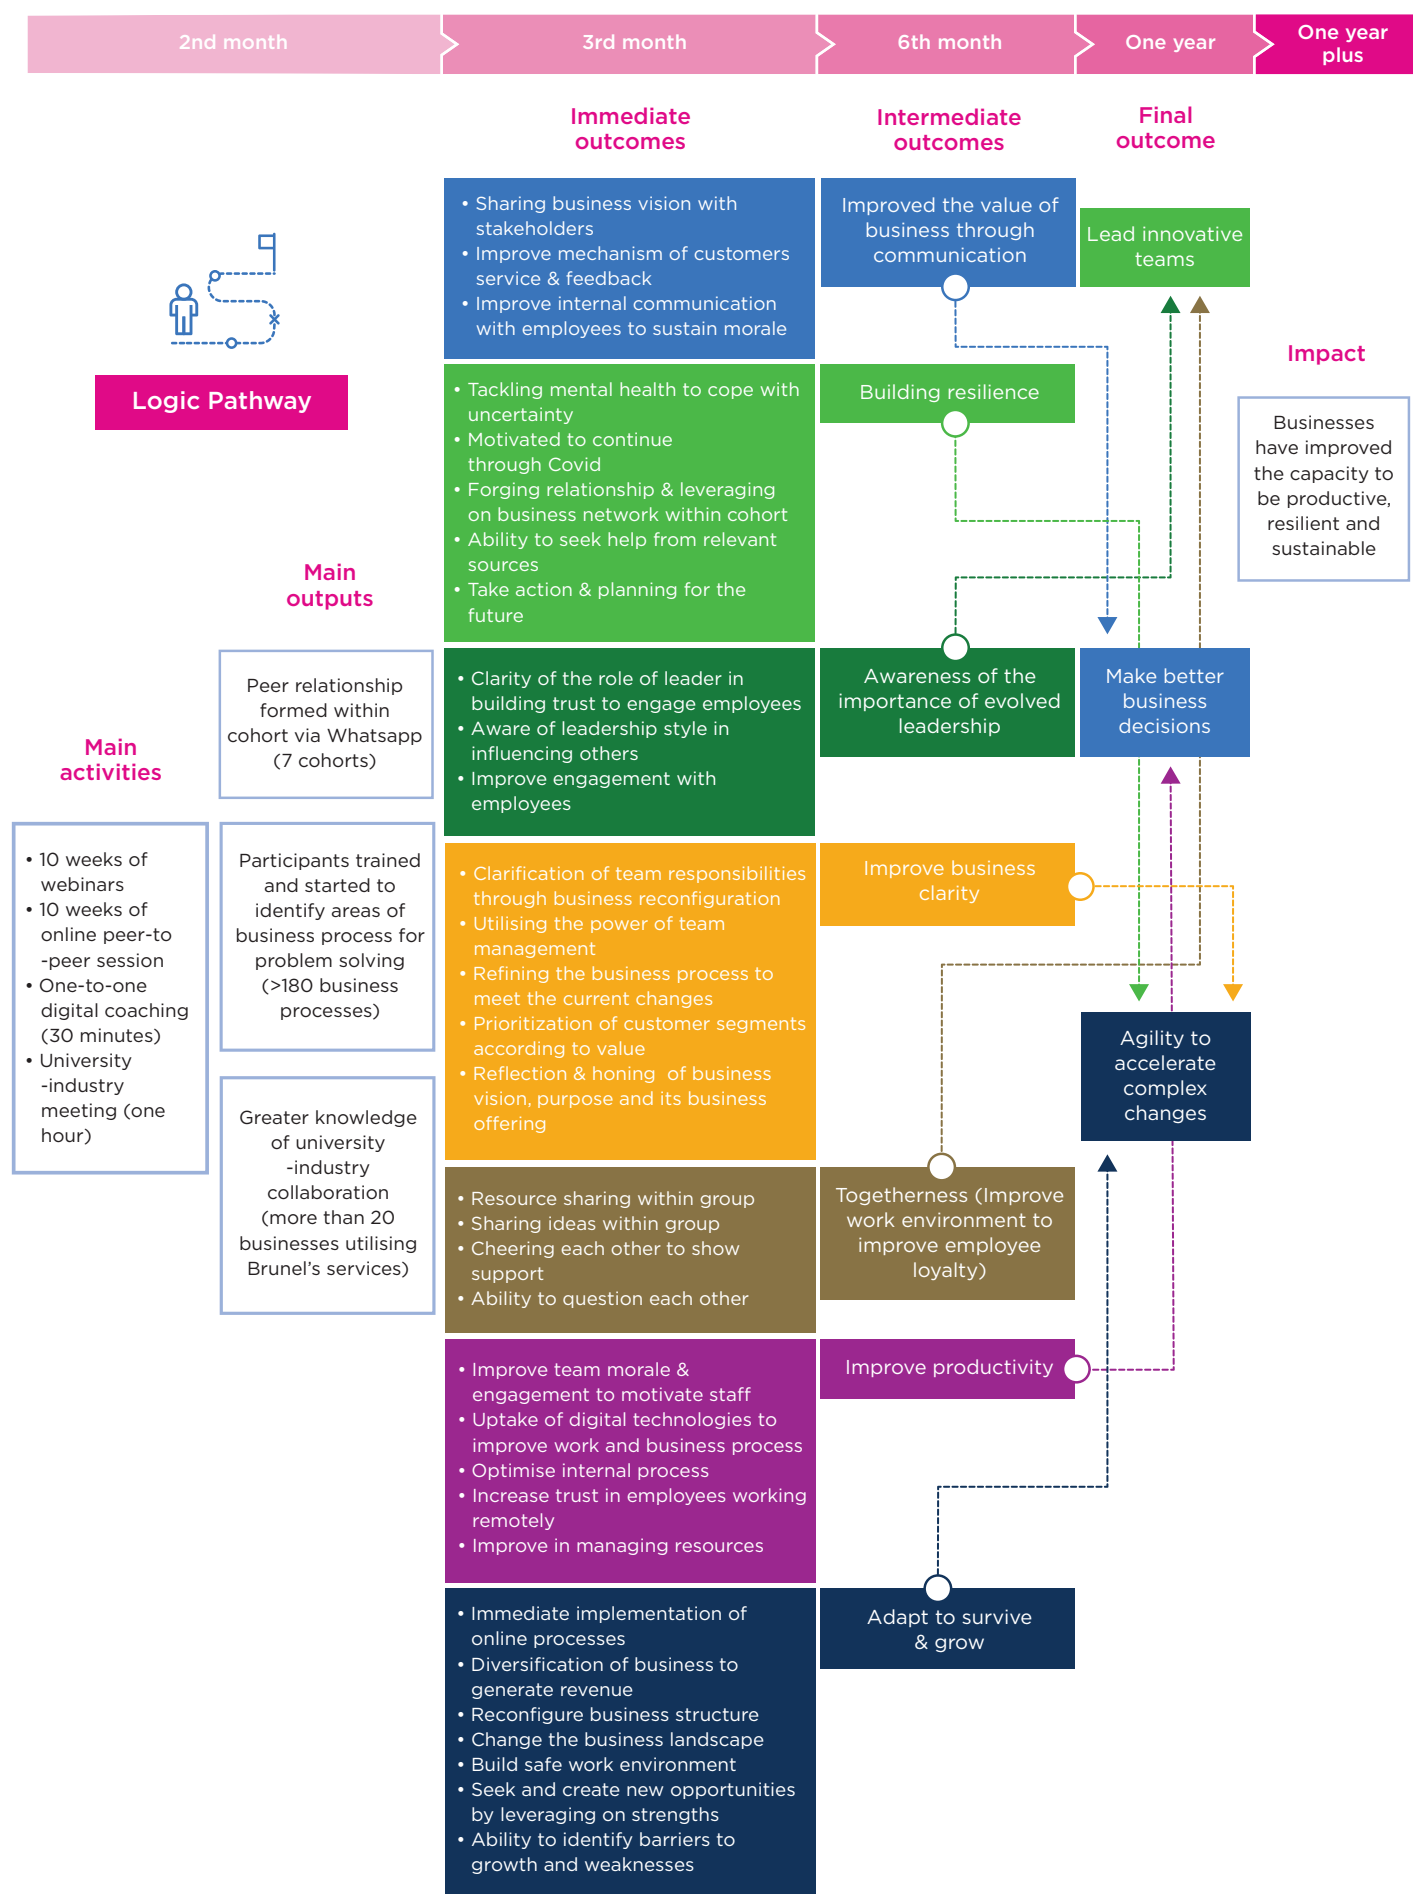 2nd month
3rd month
6th month
One year
One year
plus
Logic Pathway
Main
activities
• 10 weeks of
webinars
• 10 weeks of
online peer-to
-peer session
• One-to-one
digital coaching
(30 minutes)
• University
-industry
meeting (one
hour)
Main
outputs
Peer relationship
formed within
cohort via Whatsapp
(7 cohorts)
Participants trained
and started to
identify areas of
business process for
problem solving
(>180 business
processes)
Greater knowledge
of university
-industry
collaboration
(more than 20
businesses utilising
Brunel’s services)
Immediate
outcomes
• Sharing business vision with
stakeholders
• Improve mechanism of customers
service & feedback
• Improve internal communication
with employees to sustain morale
• Tackling mental health to cope with
uncertainty
• Motivated to continue
through Covid
• Forging relationship & leveraging
on business network within cohort
• Ability to seek help from relevant
sources
• Take action & planning for the
future
• Clarity of the role of leader in
building trust to engage employees
• Aware of leadership style in
influencing others
• Improve engagement with
employees
• Clarification of team responsibilities
through business reconfiguration
• Utilising the power of team
management
• Refining the business process to
meet the current changes
• Prioritization of customer segments
according to value
• Reflection & honing of business
vision, purpose and its business
offering
• Resource sharing within group
• Sharing ideas within group
• Cheering each other to show
support
• Ability to question each other
• Improve team morale &
engagement to motivate staff
• Uptake of digital technologies to
improve work and business process
• Optimise internal process
• Increase trust in employees working
remotely
• Improve in managing resources
• Immediate implementation of
online processes
• Diversification of business to
generate revenue
• Reconfigure business structure
• Change the business landscape
• Build safe work environment
• Seek and create new opportunities
by leveraging on strengths
• Ability to identify barriers to
growth and weaknesses
Intermediate
outcomes
Improved the value of
business through
communication
Building resilience
Awareness of the
importance of evolved
leadership
Improve business
clarity
Togetherness (Improve
work environment to
improve employee
loyalty)
Improve productivity
Adapt to survive
& grow
Final
outcome
Lead innovative
teams
Make better
business
decisions
Agility to
accelerate
complex
changes
Impact
Businesses
have improved
the capacity to
be productive,
resilient and
sustainable